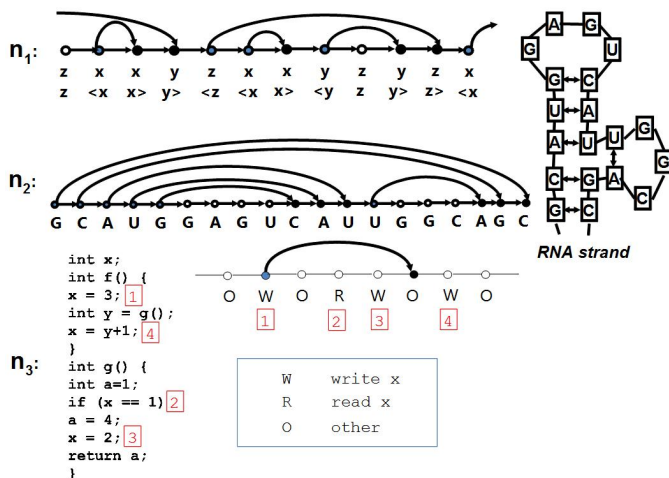 n1:
z x x y z x x y z y z x
z <x x> y> <z <x x> <y z y> z> <x
A G
G U
G C
U A
A U U G
G
C G A C
G C
RNA strand
n2:
G C A U G G A G U C A U U G G C A G C
n3:
int x;
int f() {
x = 3; 1
int y = g();
x = y+1; 4
}
int g() {
int a=1;
if (x == 1) 2
a = 4;
x = 2; 3
return a;
}
O W O R W O W O
1 2 3 4
W write x
R read x
O other